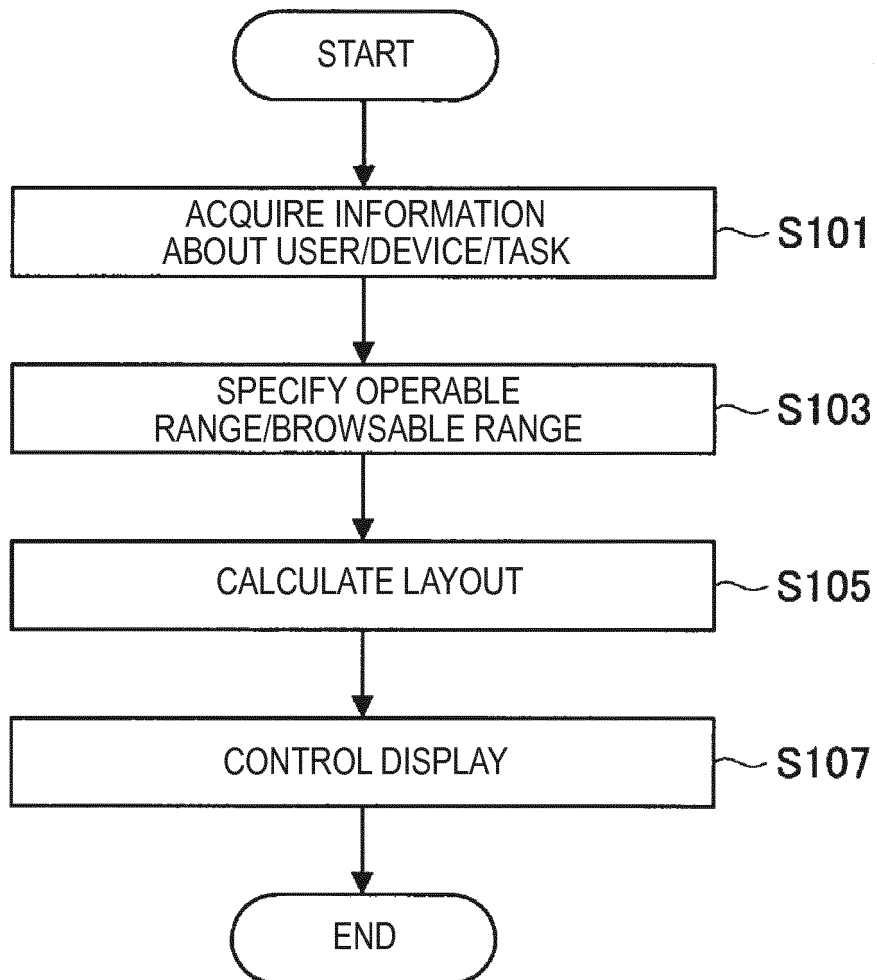 START
ACQUIRE INFORMATION
ABOUT USER/DEVICE/TASK
S101
SPECIFY OPERABLE
RANGE/BROWSABLE RANGE
S103
CALCULATE LAYOUT
S105
CONTROL DISPLAY
S107
END